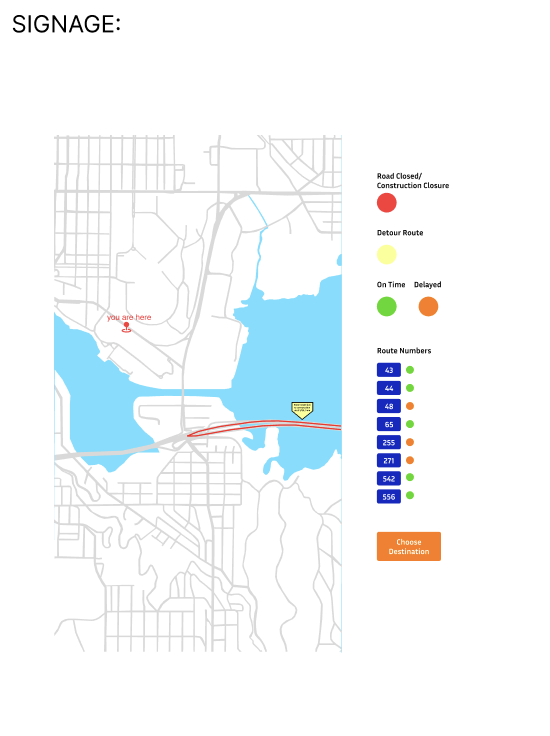 SIGNAGE:
Road Closed/
Construction Closure
Detour Route
On Time Delayed
you are here
Route Numbers
43
44
48
65
255
271
542
556
Choose
Destination